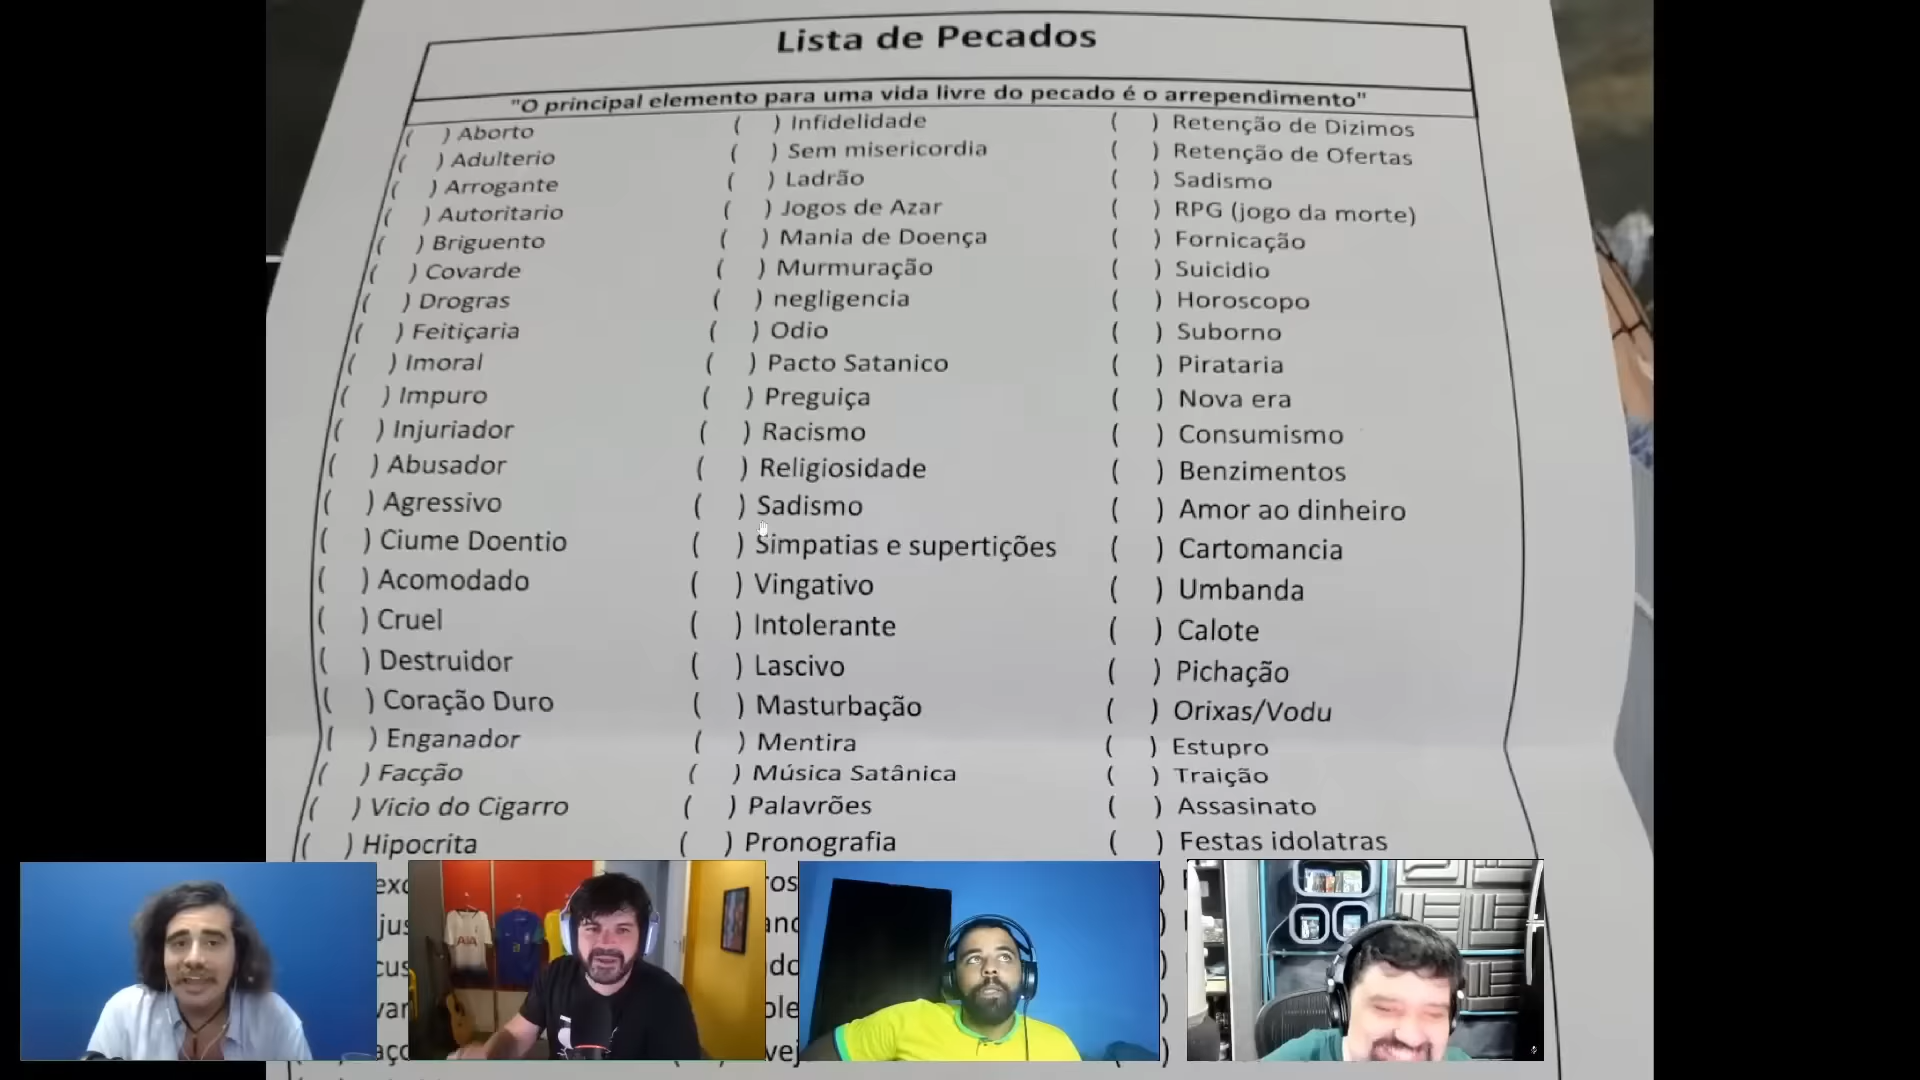 Lista de Pecados
"O principal elemento para uma vida livre do pecado é o arrependimento"
( ) Aborto
( ) Adulterio
( ) Arrogante
( ) Autoritario
( ) Briguento
( ) Covarde
( ) Drogras
( ) Feitiçaria
( ) Imoral
( ) Impuro
( ) Injuriador
( ) Abusador
( ) Agressivo
( ) Ciume Doentio
( ) Acomodado
( ) Cruel
( ) Destruidor
( ) Coração Duro
( ) Enganador
( ) Facção
( ) Vicio do Cigarro
( ) Hipocrita
( ) Infidelidade
( ) Sem misericordia
( ) Ladrão
( ) Jogos de Azar
( ) Mania de Doença
( ) Murmuração
( ) negligencia
( ) Odio
( ) Pacto Satanico
( ) Preguiça
( ) Racismo
( ) Religiosidade
( ) Sadismo
( ) Simpatias e supertições
( ) Vingativo
( ) Intolerante
( ) Lascivo
( ) Masturbação
( ) Mentira
( ) Música Satânica
( ) Palavrões
( ) Pronografia
( ) Retenção de Dizimos
( ) Retenção de Ofertas
( ) Sadismo
( ) RPG (jogo da morte)
( ) Fornicação
( ) Suicidio
( ) Horoscopo
( ) Suborno
( ) Pirataria
( ) Nova era
( ) Consumismo
( ) Benzimentos
( ) Amor ao dinheiro
( ) Cartomancia
( ) Umbanda
( ) Calote
( ) Pichação
( ) Orixas/Vodu
( ) Estupro
( ) Traição
( ) Assasinato
( ) Festas idolatras
AIA